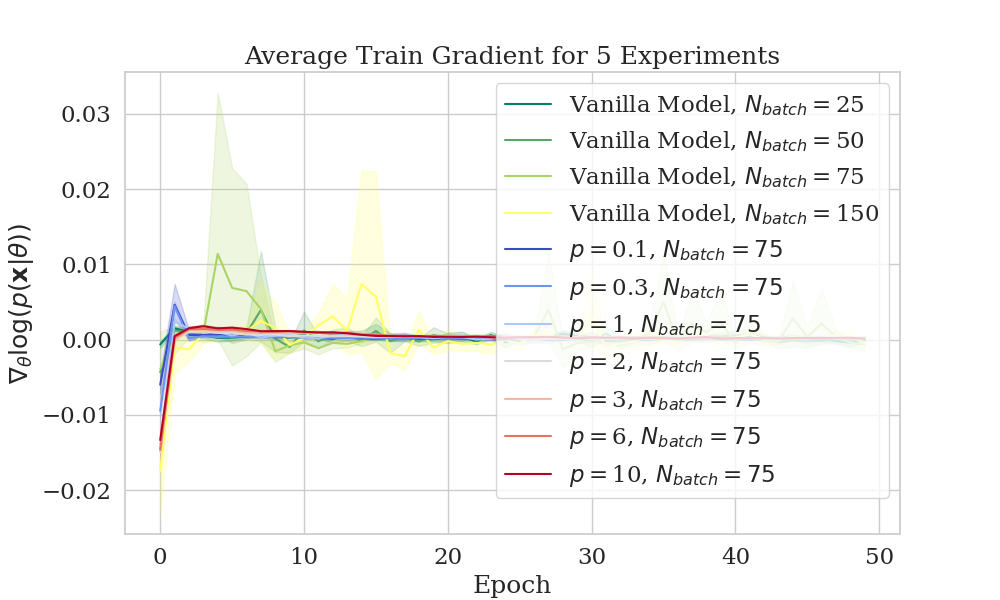 Average Train Gradient for 5 Experiments
∇θlog(p(x|θ))
0.03
0.02
0.01
0.00
−0.01
−0.02
Vanilla Model, N_batch = 25
Vanilla Model, N_batch = 50
Vanilla Model, N_batch = 75
Vanilla Model, N_batch = 150
p = 0.1, N_batch = 75
p = 0.3, N_batch = 75
p = 1, N_batch = 75
p = 2, N_batch = 75
p = 3, N_batch = 75
p = 6, N_batch = 75
p = 10, N_batch = 75
0 10 20 30 40 50
Epoch